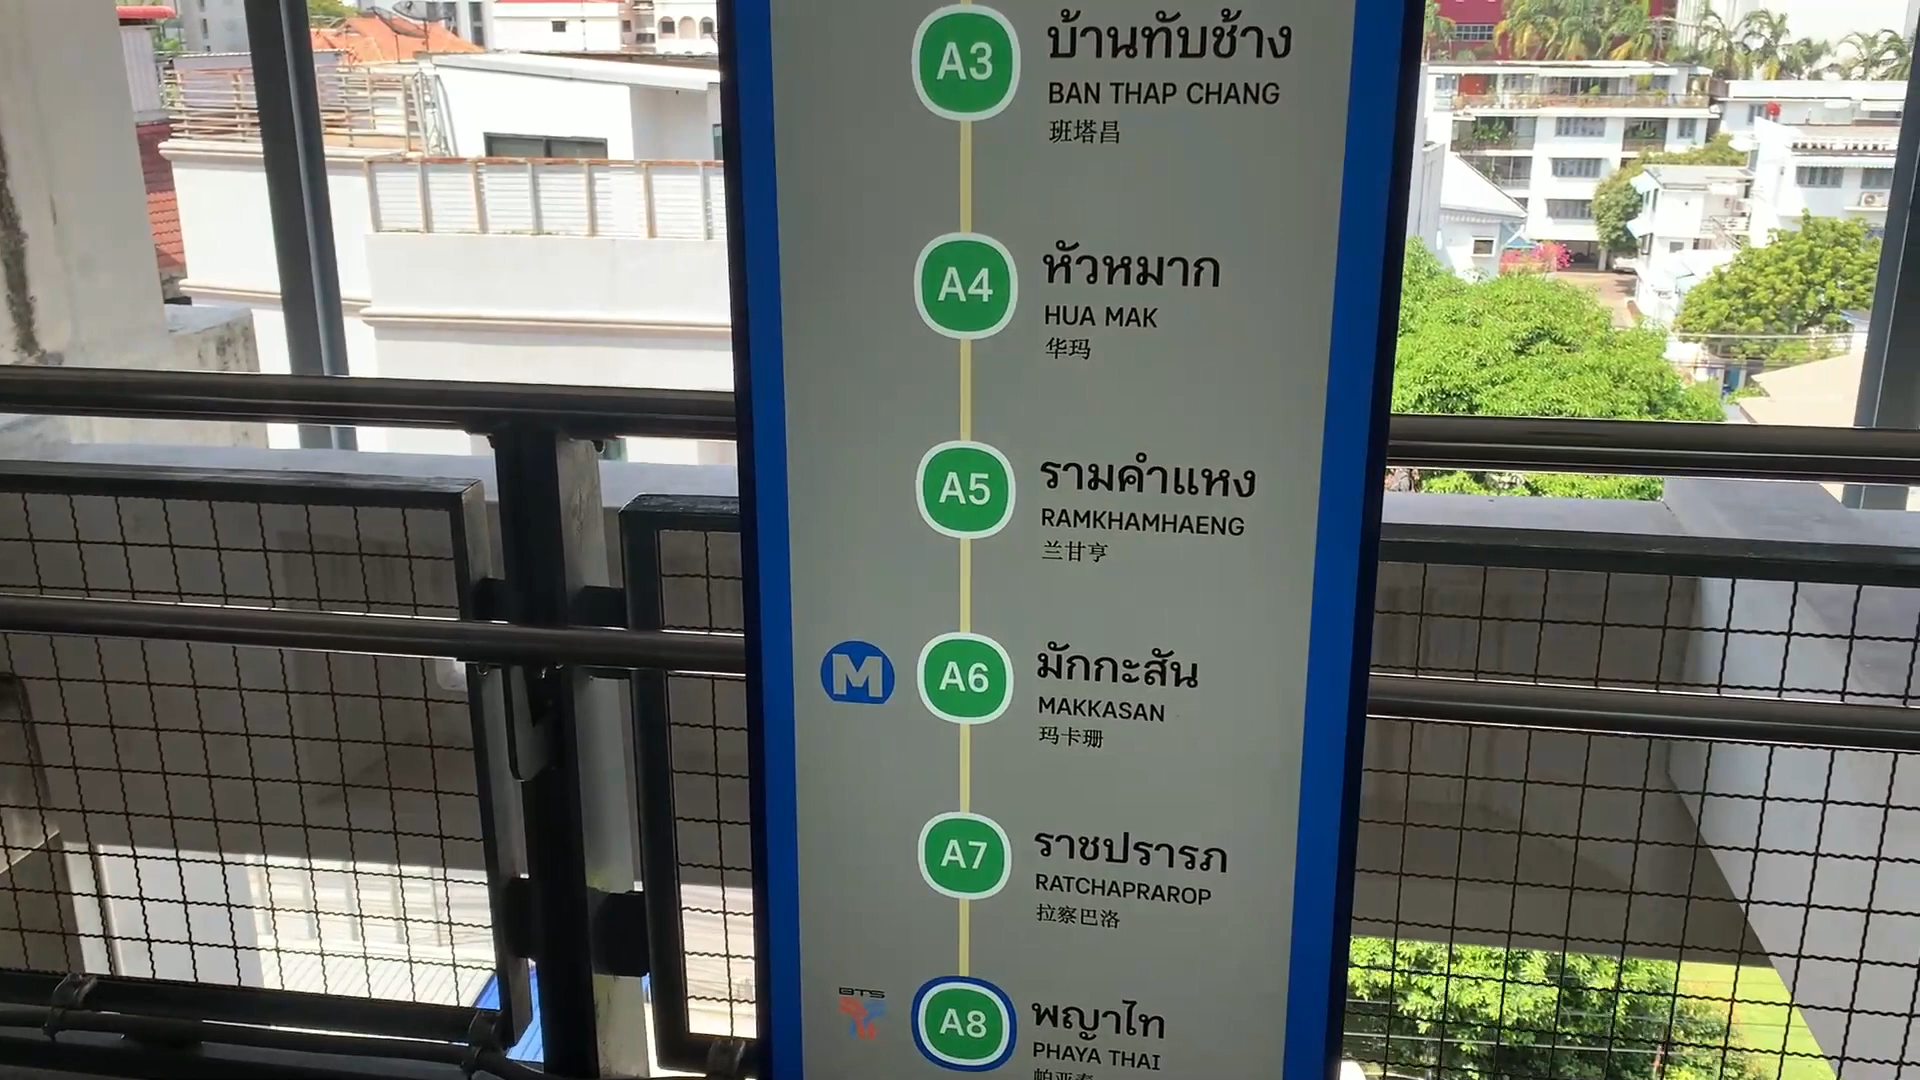 A3
บ้านทับช้าง
BAN THAP CHANG
班塔昌
A4
หัวหมาก
HUA MAK
华玛
A5
รามคำแหง
RAMKHAMHAENG
兰甘亨
M
A6
มักกะสัน
MAKKASAN
玛卡珊
A7
ราชปรารภ
RATCHAPRAROP
拉察巴洛
BTS
A8
พญาไท
PHAYA THAI